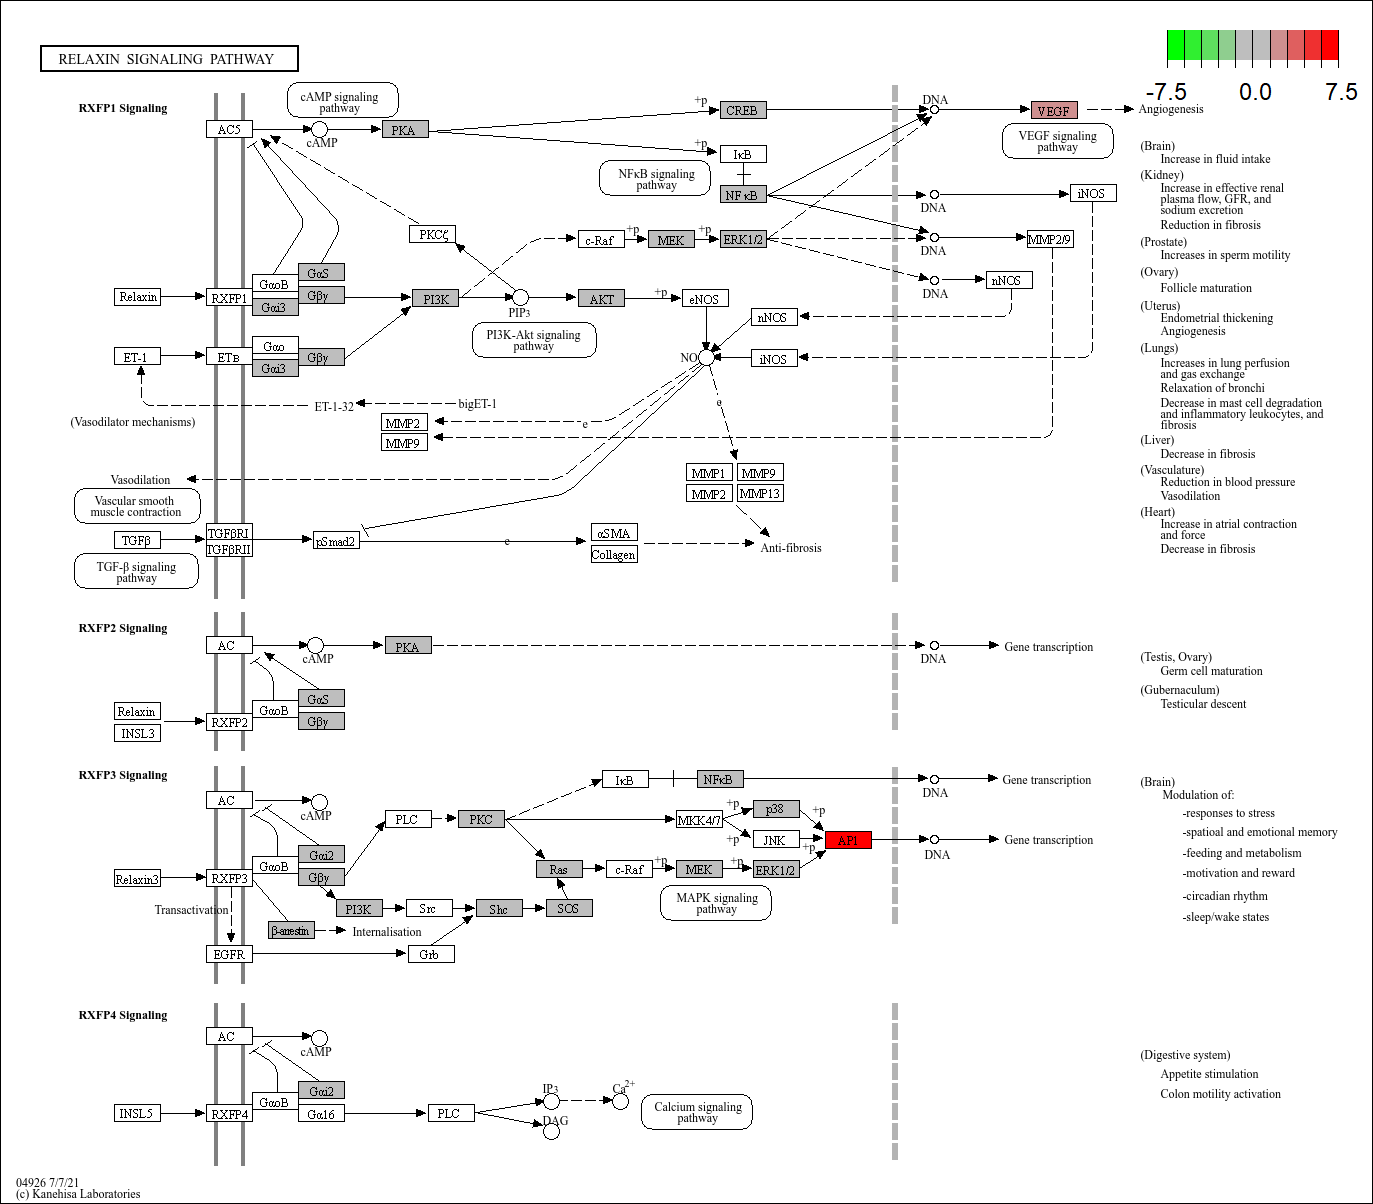 RELAXIN SIGNALING PATHWAY
-7.5 0.0 7.5
RXFP1 Signaling
cAMP signaling
pathway
AC5
cAMP
PKA
+p
CREB
DNA
VEGF
Angiogenesis
VEGF signaling
pathway
+p
IκB
NFκB signaling
pathway
NFκB
DNA
iNOS
PKCζ
c-Raf
+p
MEK
+p
ERK1/2
DNA
MMP2/9
DNA
nNOS
Relaxin
RXFP1
GαoB
GαS
Gαi3
Gβγ
PI3K
PIP3
AKT
+p
eNOS
nNOS
PI3K-Akt signaling
pathway
ET-1
ETB
Gαo
Gαi3
Gβγ
NO
iNOS
ET-1-32
bigET-1
(Vasodilator mechanisms)
MMP2
MMP9
e
e
MMP1
MMP9
MMP2
MMP13
Vasodilation
Vascular smooth
muscle contraction
TGFβ
TGFβRI
TGFβRII
pSmad2
e
αSMA
Collagen
Anti-fibrosis
TGF-β signaling
pathway
(Brain)
Increase in fluid intake
(Kidney)
Increase in effective renal
plasma flow, GFR, and
sodium excretion
Reduction in fibrosis
(Prostate)
Increases in sperm motility
(Ovary)
Follicle maturation
(Uterus)
Endometrial thickening
Angiogenesis
(Lungs)
Increases in lung perfusion
and gas exchange
Relaxation of bronchi
Decrease in mast cell degradation
and inflammatory leukocytes, and
fibrosis
(Liver)
Decrease in fibrosis
(Vasculature)
Reduction in blood pressure
Vasodilation
(Heart)
Increase in atrial contraction
and force
Decrease in fibrosis
RXFP2 Signaling
AC
cAMP
PKA
DNA
Gene transcription
Relaxin
INSL3
RXFP2
GαoB
GαS
Gβγ
(Testis, Ovary)
Germ cell maturation
(Gubernaculum)
Testicular descent
RXFP3 Signaling
AC
cAMP
IκB
NFκB
DNA
Gene transcription
PLC
PKC
MKK4/7
+p
p38
+p
+p
JNK
+p
AP1
DNA
Gene transcription
Relaxin3
RXFP3
GαoB
Gαi2
Gβγ
Ras
c-Raf
+p
MEK
+p
ERK1/2
MAPK signaling
pathway
Transactivation
PI3K
Src
Shc
SOS
β-arrestin
Internalisation
EGFR
Grb
(Brain)
Modulation of:
-responses to stress
-spatioal and emotional memory
-feeding and metabolism
-motivation and reward
-circadian rhythm
-sleep/wake states
RXFP4 Signaling
AC
cAMP
INSL5
RXFP4
GαoB
Gαi2
Gα16
PLC
IP3
DAG
Ca2+
Calcium signaling
pathway
(Digestive system)
Appetite stimulation
Colon motility activation
04926 7/7/21
(c) Kanehisa Laboratories